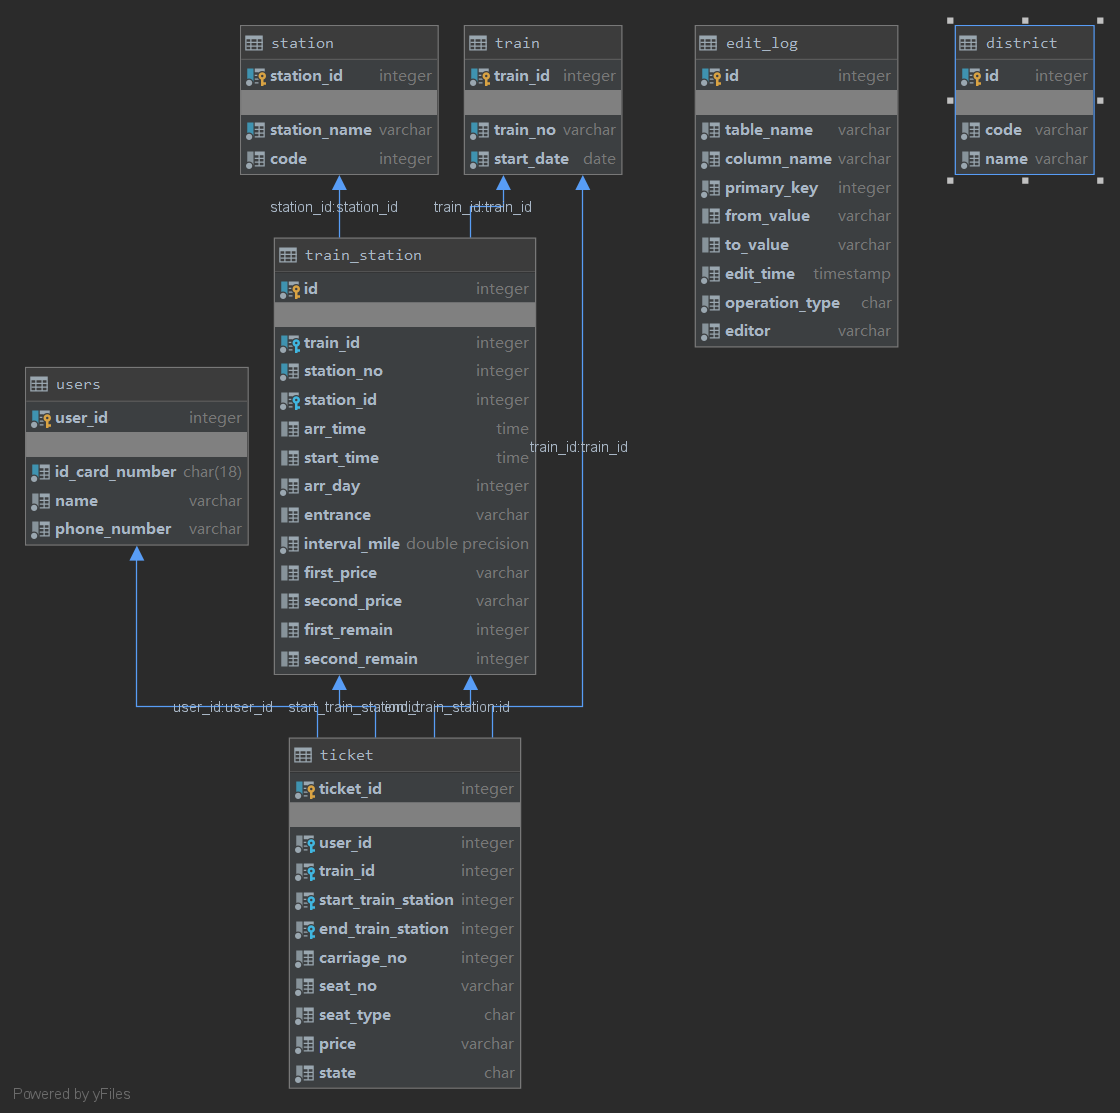 station
station_id integer
station_name varchar
code integer
train
train_id integer
train_no varchar
start_date date
edit_log
id integer
table_name varchar
column_name varchar
primary_key integer
from_value varchar
to_value varchar
edit_time timestamp
operation_type char
editor varchar
district
id integer
code varchar
name varchar
station_id:station_id
train_id:train_id
train_station
id integer
train_id integer
station_no integer
station_id integer
arr_time time
start_time time
arr_day integer
entrance varchar
interval_mile double precision
first_price varchar
second_price varchar
first_remain integer
second_remain integer
train_id:train_id
users
user_id integer
id_card_number char(18)
name varchar
phone_number varchar
user_id:user_id
ticket
ticket_id integer
user_id integer
train_id integer
start_train_station integer
end_train_station integer
carriage_no integer
seat_no varchar
seat_type char
price varchar
state char
Powered by yFiles